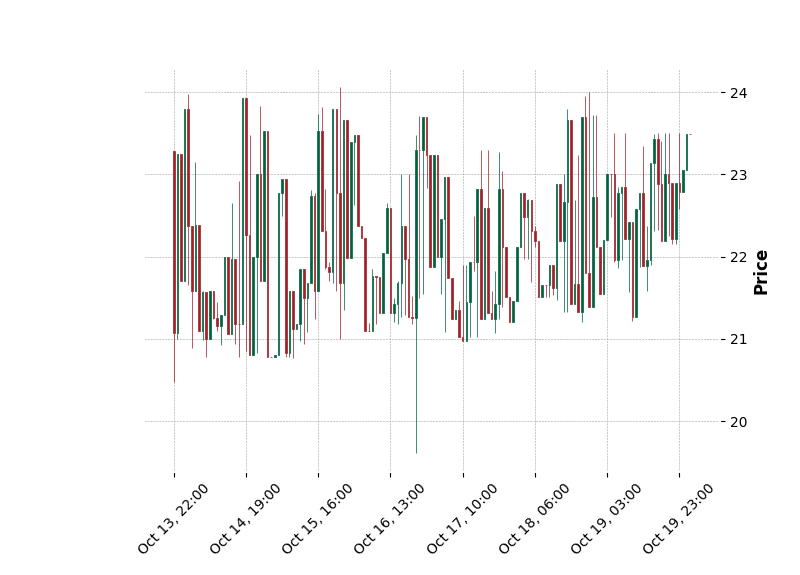 24
23
22
21
20
Price
Oct 13, 22:00
Oct 14, 19:00
Oct 15, 16:00
Oct 16, 13:00
Oct 17, 10:00
Oct 18, 06:00
Oct 19, 03:00
Oct 19, 23:00